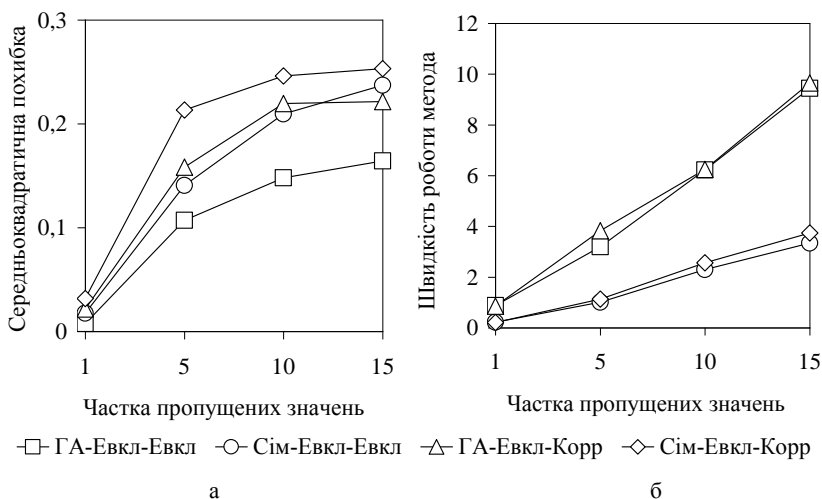 0,3
0,2
0,1
0
Середньоквадратична похибка
1 5 10 15
Частка пропущених значень
12
10
8
6
4
2
0
Швидкість роботи метода
1 5 10 15
Частка пропущених значень
ГА-Евкл-Евкл Сім-Евкл-Евкл ГА-Евкл-Корр Сім-Евкл-Корр
а б